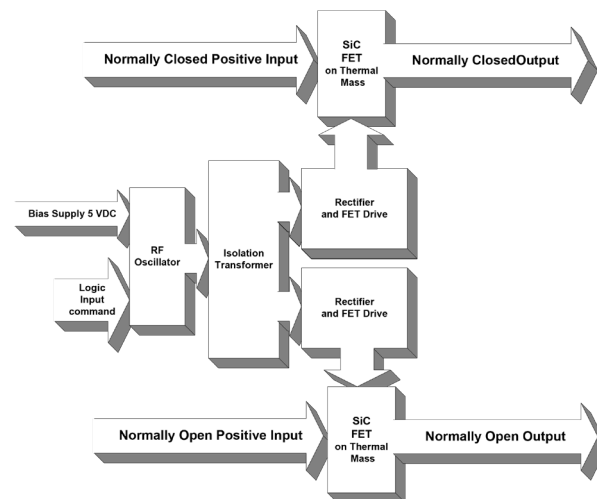 Normally Closed Positive Input
SiC
FET
on Thermal
Mass
Normally ClosedOutput
Bias Supply 5 VDC
Logic
Input
command
RF
Oscillator
Isolation
Transformer
Rectifier
and FET Drive
Rectifier
and FET Drive
Normally Open Positive Input
SiC
FET
on Thermal
Mass
Normally Open Output